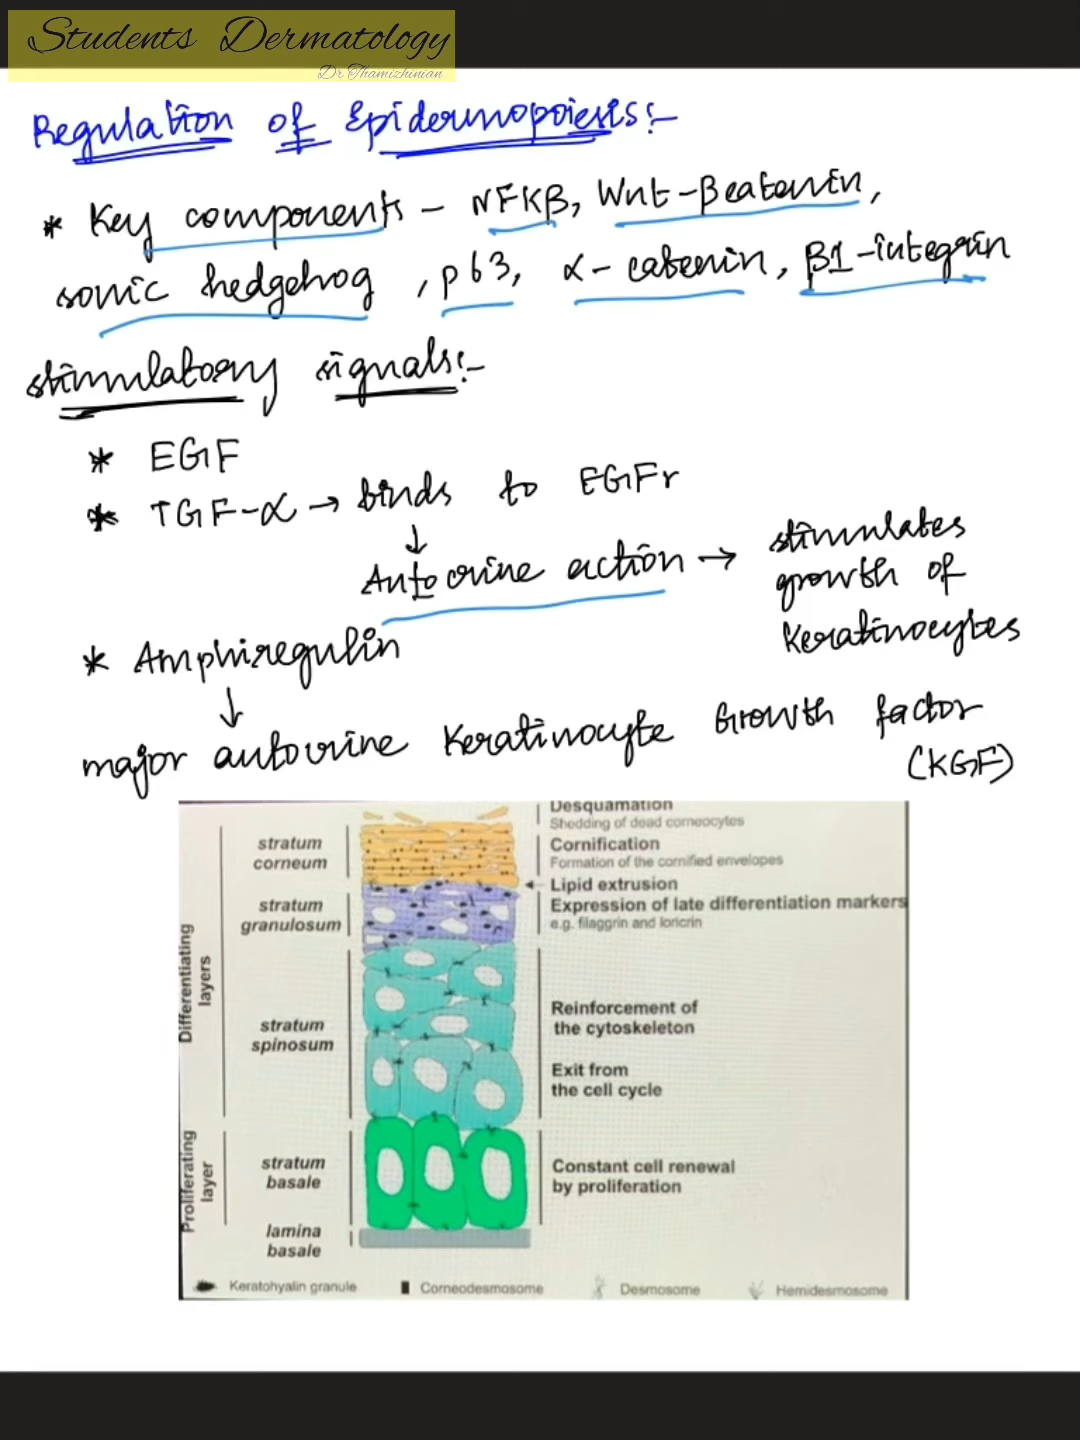 Students Dermatology
Dr Thamizhinian
Regulation of Epidermopoiesis:-
* Key components - NFKβ, Wnt-βcatenin,
sonic hedgehog, p63, α-catenin, β1-integrin
stimulatory signals:-
* EGF
* TGF-α → binds to EGFr
↓
Autocrine action → stimulates
growth of
Keratinocytes
* Amphiregulin
↓
major autocrine Keratinocyte Growth factor
(KGF)
Desquamation
Shedding of dead corneocytes
stratum
corneum
Cornification
Formation of the cornified envelopes
Lipid extrusion
stratum
granulosum
Expression of late differentiation markers
e.g. filaggrin and loricrin
Differentiating
layers
stratum
spinosum
Reinforcement of
the cytoskeleton
Exit from
the cell cycle
Proliferating
layer
stratum
basale
Constant cell renewal
by proliferation
lamina
basale
Keratohyalin granule Corneodesmosome Desmosome Hemidesmosome